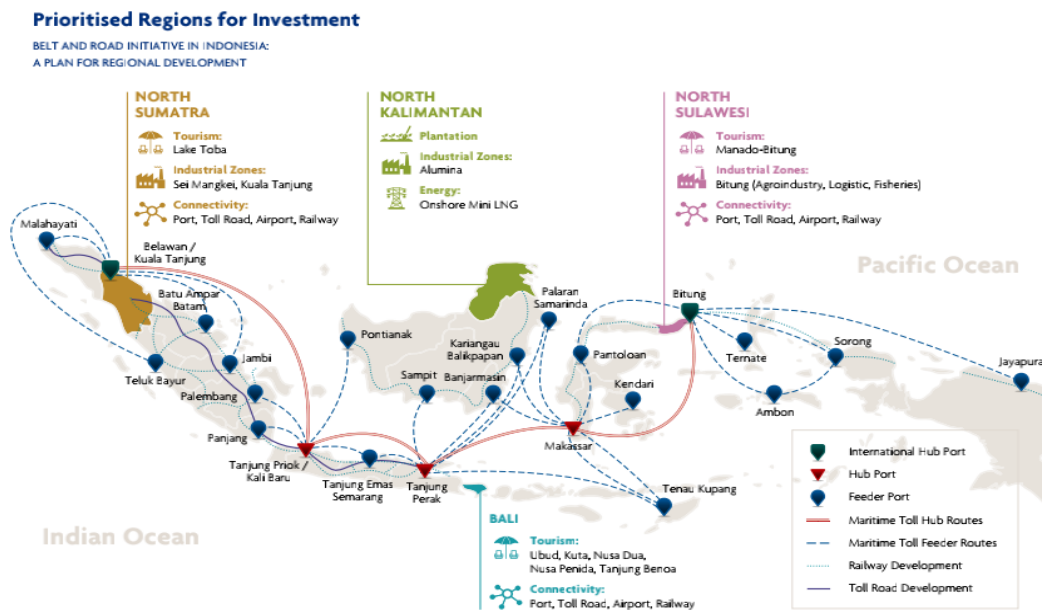 Prioritised Regions for Investment
BELT AND ROAD INITIATIVE IN INDONESIA:
A PLAN FOR REGIONAL DEVELOPMENT
NORTH
SUMATRA
Tourism:
Lake Toba
Industrial Zones:
Sei Mangkei, Kuala Tanjung
Connectivity:
Port, Toll Road, Airport, Railway
NORTH
KALIMANTAN
Plantation
Industrial Zones:
Alumina
Energy:
Onshore Mini LNG
NORTH
SULAWESI
Tourism:
Manado-Bitung
Industrial Zones:
Bitung (Agroindustry, Logistic, Fisheries)
Connectivity:
Port, Toll Road, Airport, Railway
Malahayati
Belawan /
Kuala Tanjung
Batu Ampar
Batam
Teluk Bayur
Jambi
Palembang
Panjang
Tanjung Priok /
Kali Baru
Tanjung Emas
Semarang
Tanjung
Perak
Pontianak
Sampit
Banjarmasin
Kariangau
Balikpapan
Palaran
Samarinda
Pantoloan
Kendari
Makassar
Tenau Kupang
Bitung
Ternate
Ambon
Sorong
Jayapura
Pacific Ocean
Indian Ocean
BALI
Tourism:
Ubud, Kuta, Nusa Dua,
Nusa Penida, Tanjung Benoa
Connectivity:
Port, Toll Road, Airport, Railway
International Hub Port
Hub Port
Feeder Port
Maritime Toll Hub Routes
Maritime Toll Feeder Routes
Railway Development
Toll Road Development